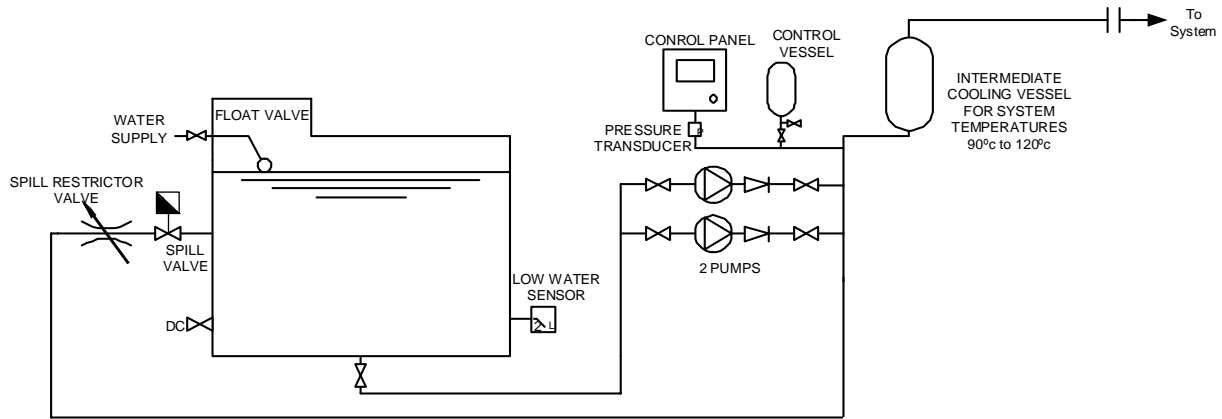 To
System
CONROL PANEL
CONTROL
VESSEL
INTERMEDIATE
COOLING VESSEL
FOR SYSTEM
TEMPERATURES
90ºc to 120ºc
FLOAT VALVE
WATER
SUPPLY
P
PRESSURE
TRANSDUCER
SPILL RESTRICTOR
VALVE
SPILL
VALVE
2 PUMPS
LOW WATER
SENSOR
2 L
DC